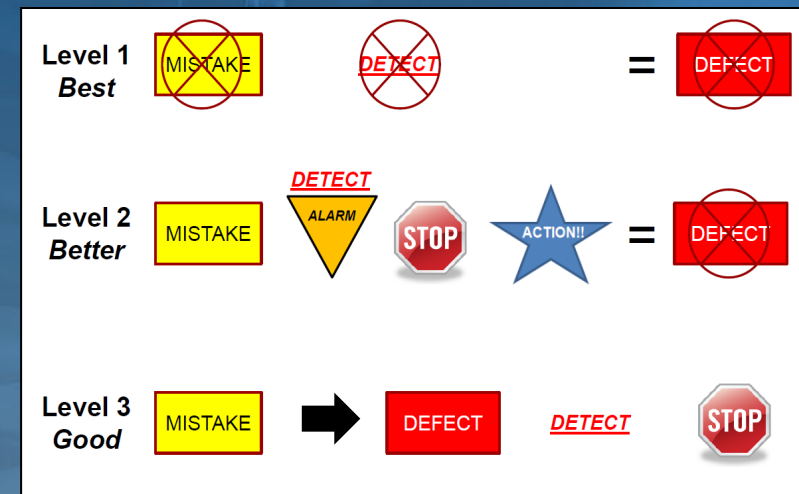 Level 1
Best
MISTAKE
DETECT
=
DEFECT
Level 2
Better
MISTAKE
DETECT
ALARM
STOP
ACTION!!
=
DEFECT
Level 3
Good
MISTAKE
DEFECT
DETECT
STOP